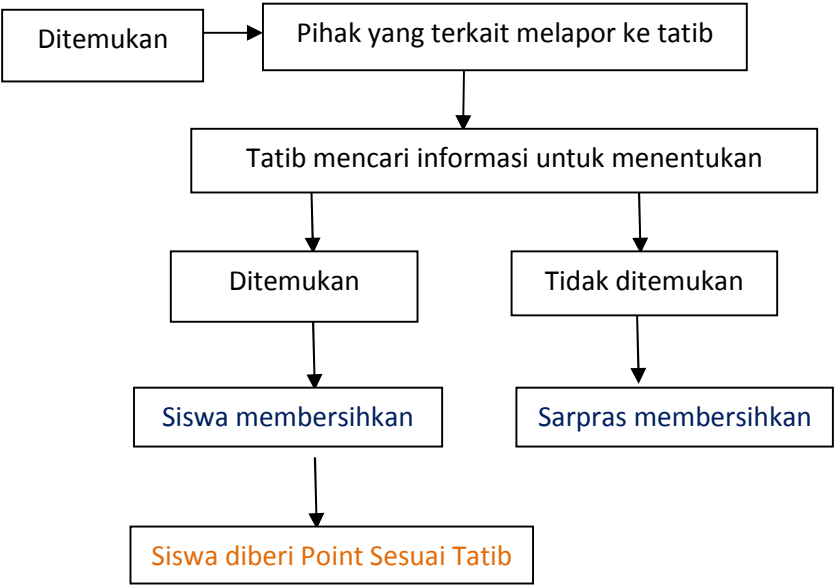 Ditemukan
Pihak yang terkait melapor ke tatib
Tatib mencari informasi untuk menentukan
Ditemukan
Tidak ditemukan
Siswa membersihkan
Sarpras membersihkan
Siswa diberi Point Sesuai Tatib